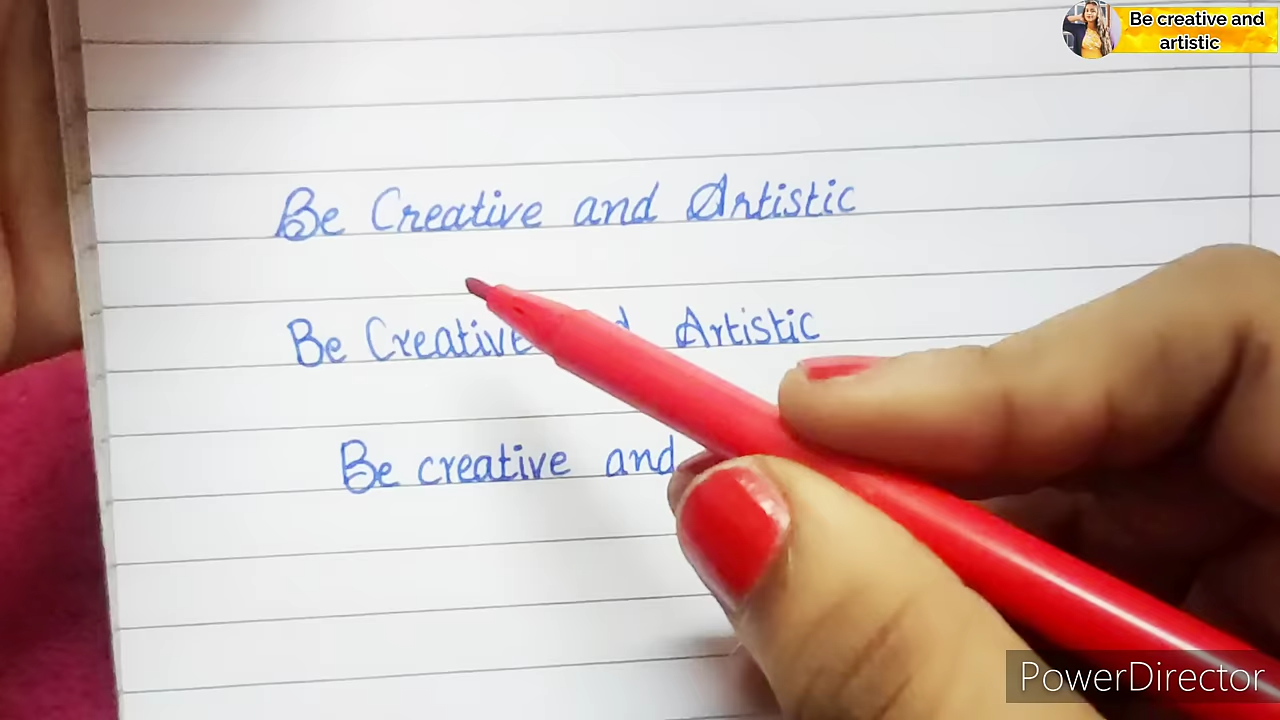 Be creative and
artistic
Be Creative and Artistic
Be Creative Artistic
Be creative and
PowerDirector